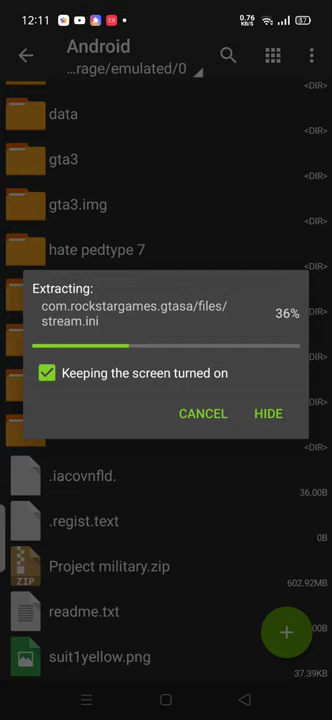 12:11
0.76
KB/S
57
Android
...rage/emulated/0
<DIR>
data
<DIR>
gta3
<DIR>
gta3.img
<DIR>
hate pedtype 7
Extracting:
com.rockstargames.gtasa/files/
stream.ini
36%
Keeping the screen turned on
CANCEL
HIDE
<DIR>
.iacovnfld.
36.00B
.regist.text
0B
Project military.zip
ZIP
602.92MB
readme.txt
00B
+
suit1yellow.png
37.39KB